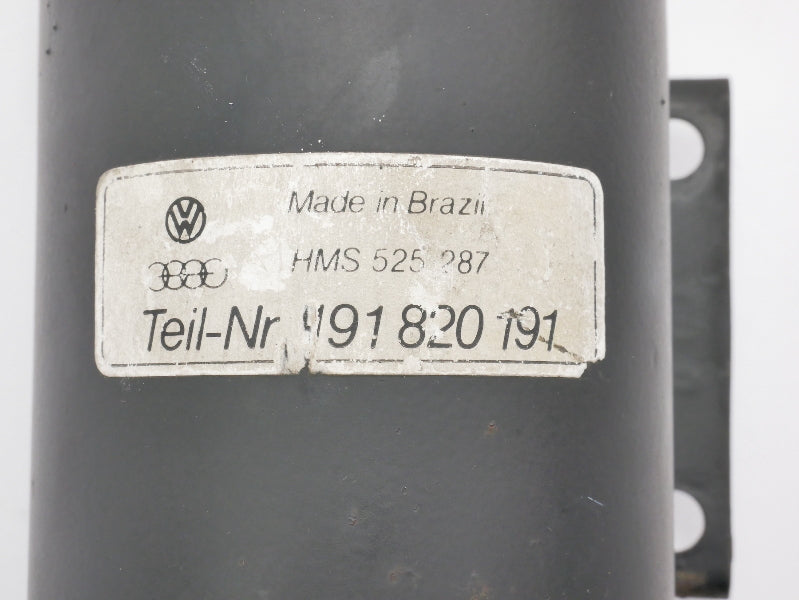 Made in Brazil
HMS 525 287
Teil-Nr 191 820 191